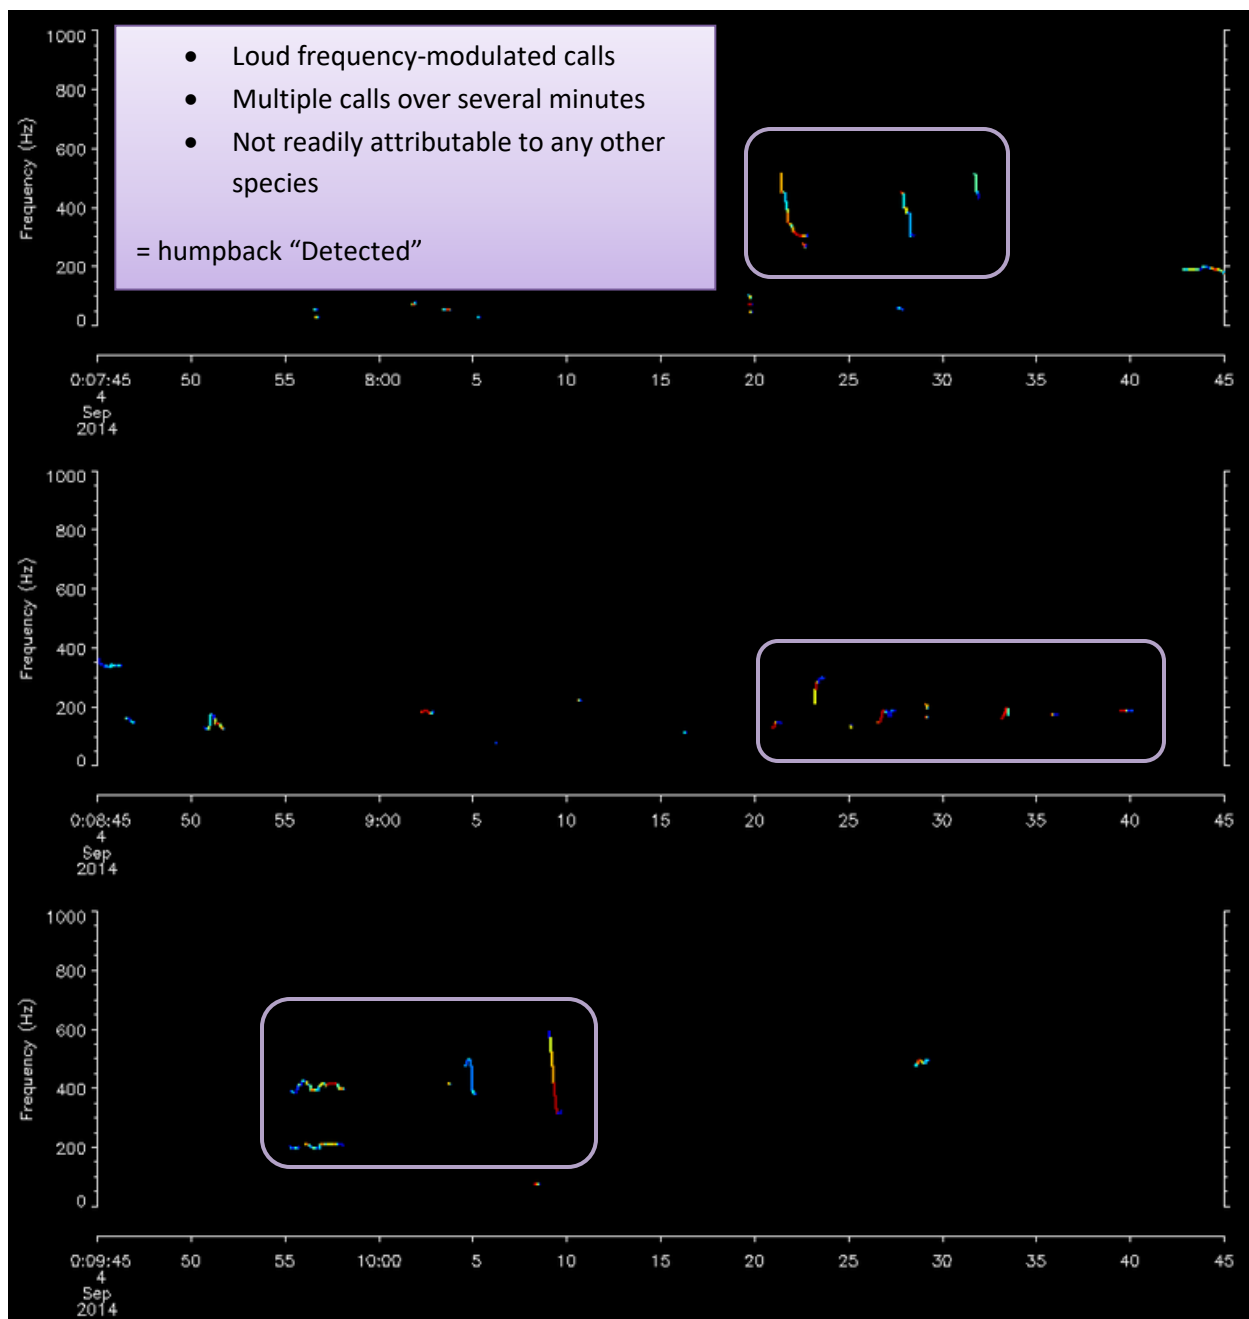 1000
800
600
400
200
0
Frequency (Hz)
• Loud frequency-modulated calls
• Multiple calls over several minutes
• Not readily attributable to any other
species
= humpback “Detected”
0:07:45 50 55 8:00 5 10 15 20 25 30 35 40 45
4
Sep
2014
1000
800
600
400
200
0
Frequency (Hz)
0:08:45 50 55 9:00 5 10 15 20 25 30 35 40 45
4
Sep
2014
1000
800
600
400
200
0
Frequency (Hz)
0:09:45 50 55 10:00 5 10 15 20 25 30 35 40 45
4
Sep
2014